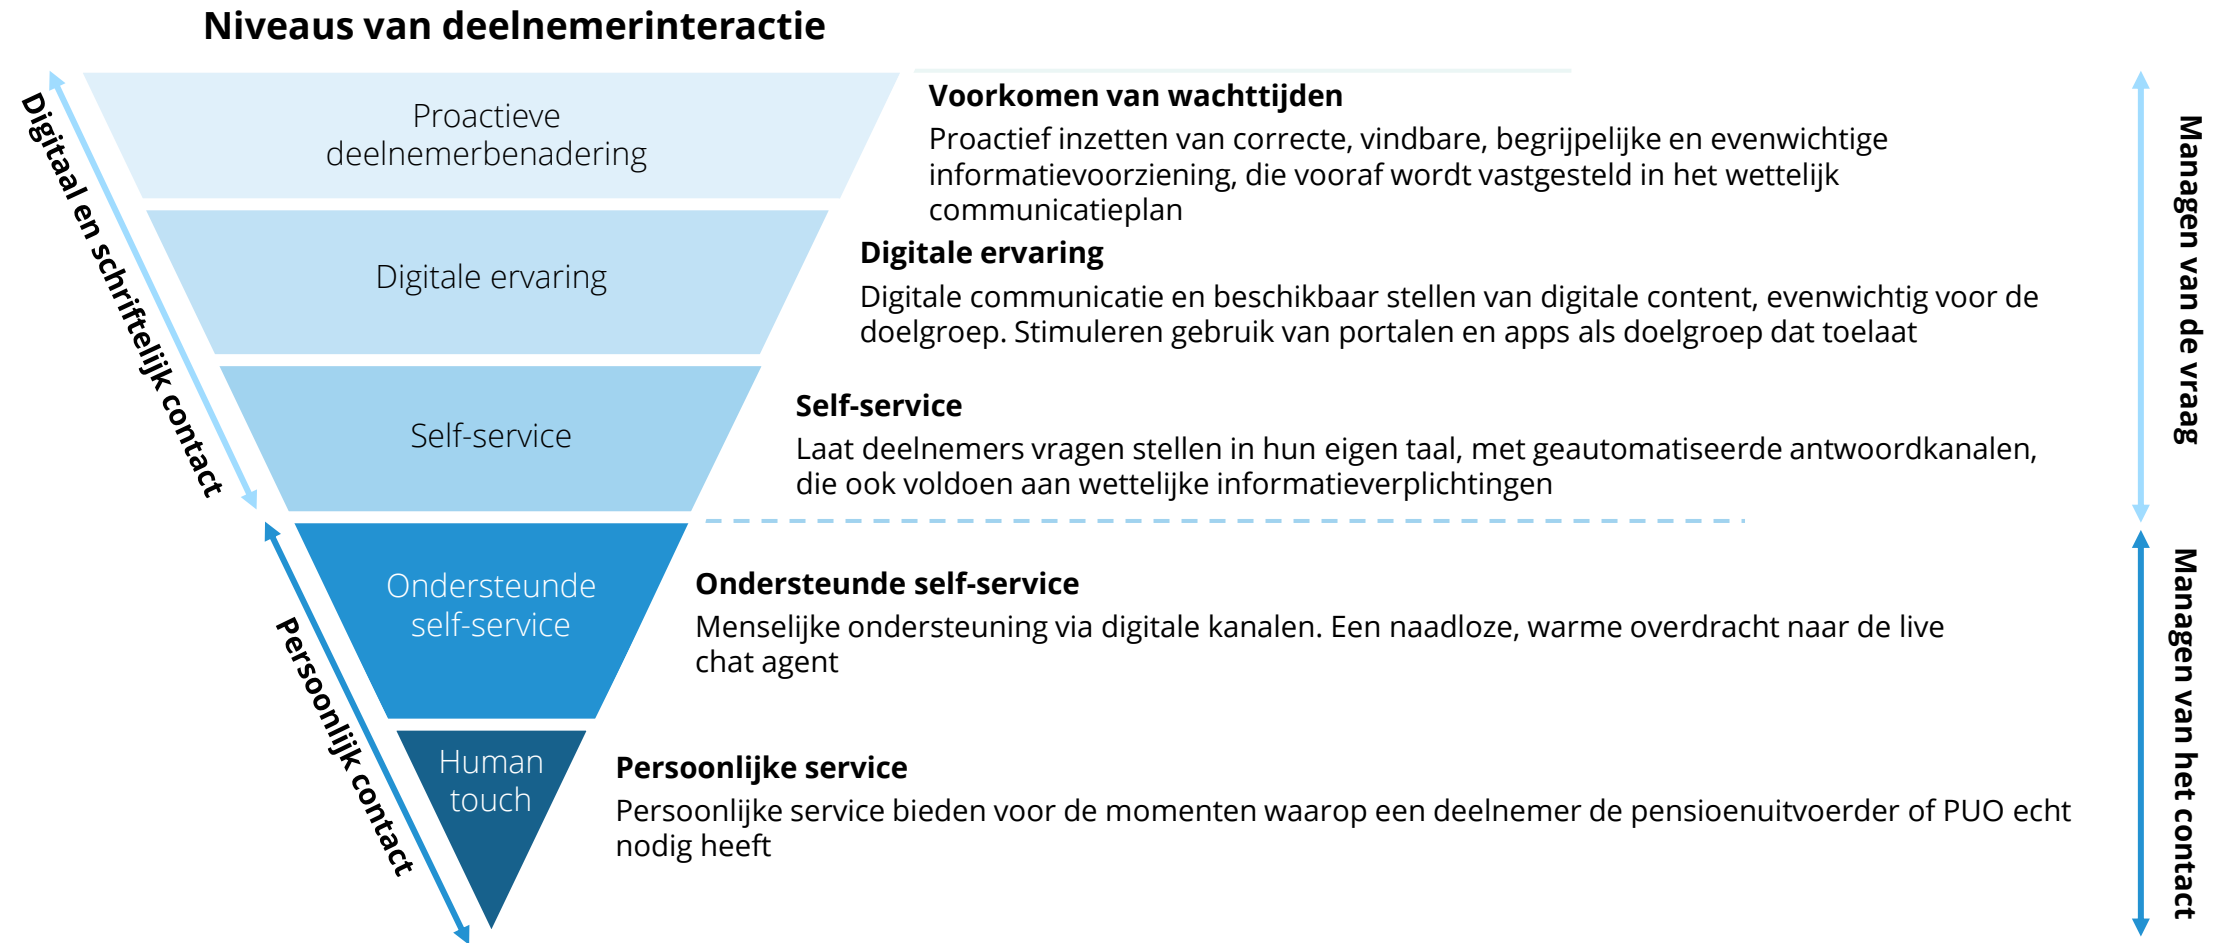 Niveaus van deelnemerinteractie
Digitaal en schriftelijk contact
Proactieve
deelnemerbenadering
Voorkomen van wachttijden
Proactief inzetten van correcte, vindbare, begrijpelijke en evenwichtige
informatievoorziening, die vooraf wordt vastgesteld in het wettelijk
communicatieplan
Managen van de vraag
Digitale ervaring
Digitale ervaring
Digitale communicatie en beschikbaar stellen van digitale content, evenwichtig voor de
doelgroep. Stimuleren gebruik van portalen en apps als doelgroep dat toelaat
Self-service
Self-service
Laat deelnemers vragen stellen in hun eigen taal, met geautomatiseerde antwoordkanalen,
die ook voldoen aan wettelijke informatieverplichtingen
Persoonlijk contact
Ondersteunde
self-service
Ondersteunde self-service
Menselijke ondersteuning via digitale kanalen. Een naadloze, warme overdracht naar de live
chat agent
Managen van het contact
Human
touch
Persoonlijke service
Persoonlijke service bieden voor de momenten waarop een deelnemer de pensioenuitvoerder of PUO echt
nodig heeft